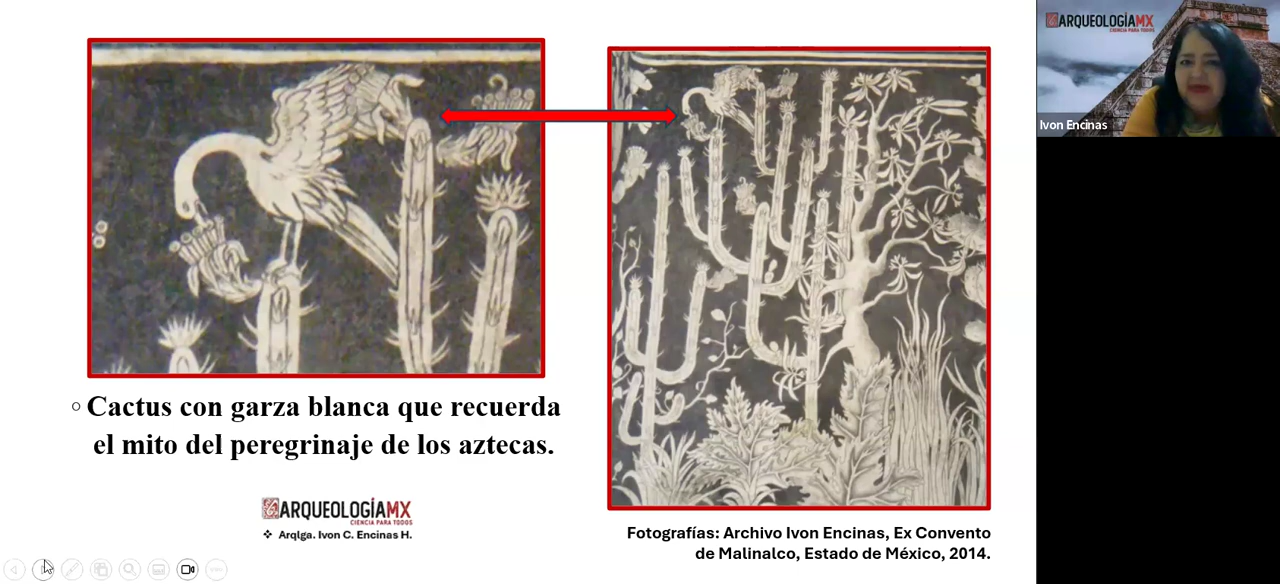 Cactus con garza blanca que recuerda
el mito del peregrinaje de los aztecas.
ARQUEOLOGÍAMX
CIENCIA PARA TODOS
Arqlga. Ivon C. Encinas H.
Fotografías: Archivo Ivon Encinas, Ex Convento
de Malinalco, Estado de México, 2014.
ARQUEOLOGÍAMX
CIENCIA PARA TODOS
Ivon Encinas